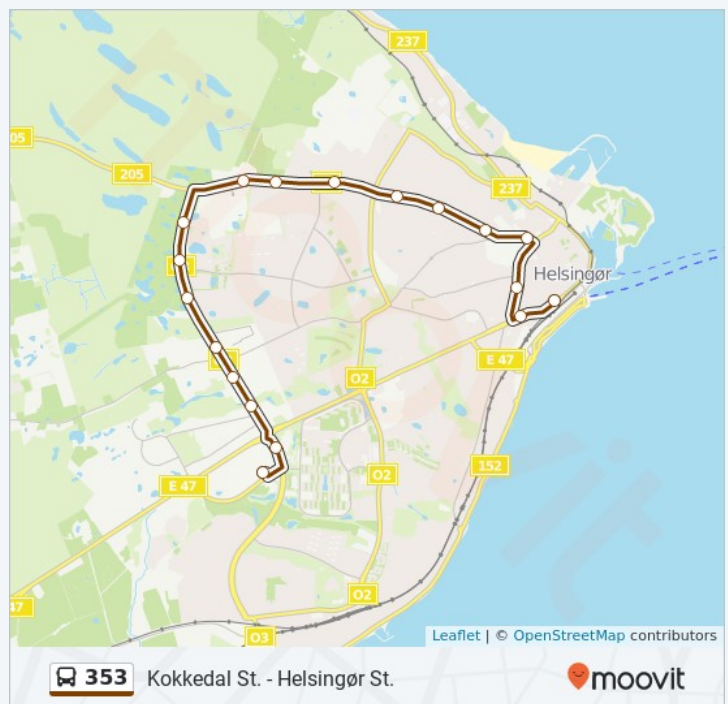 237
05
205
237
Helsingør
E 47
O2
152
O2
E 47
O2
47
O3
Leaflet | © OpenStreetMap contributors
353 Kokkedal St. - Helsingør St.
moovit